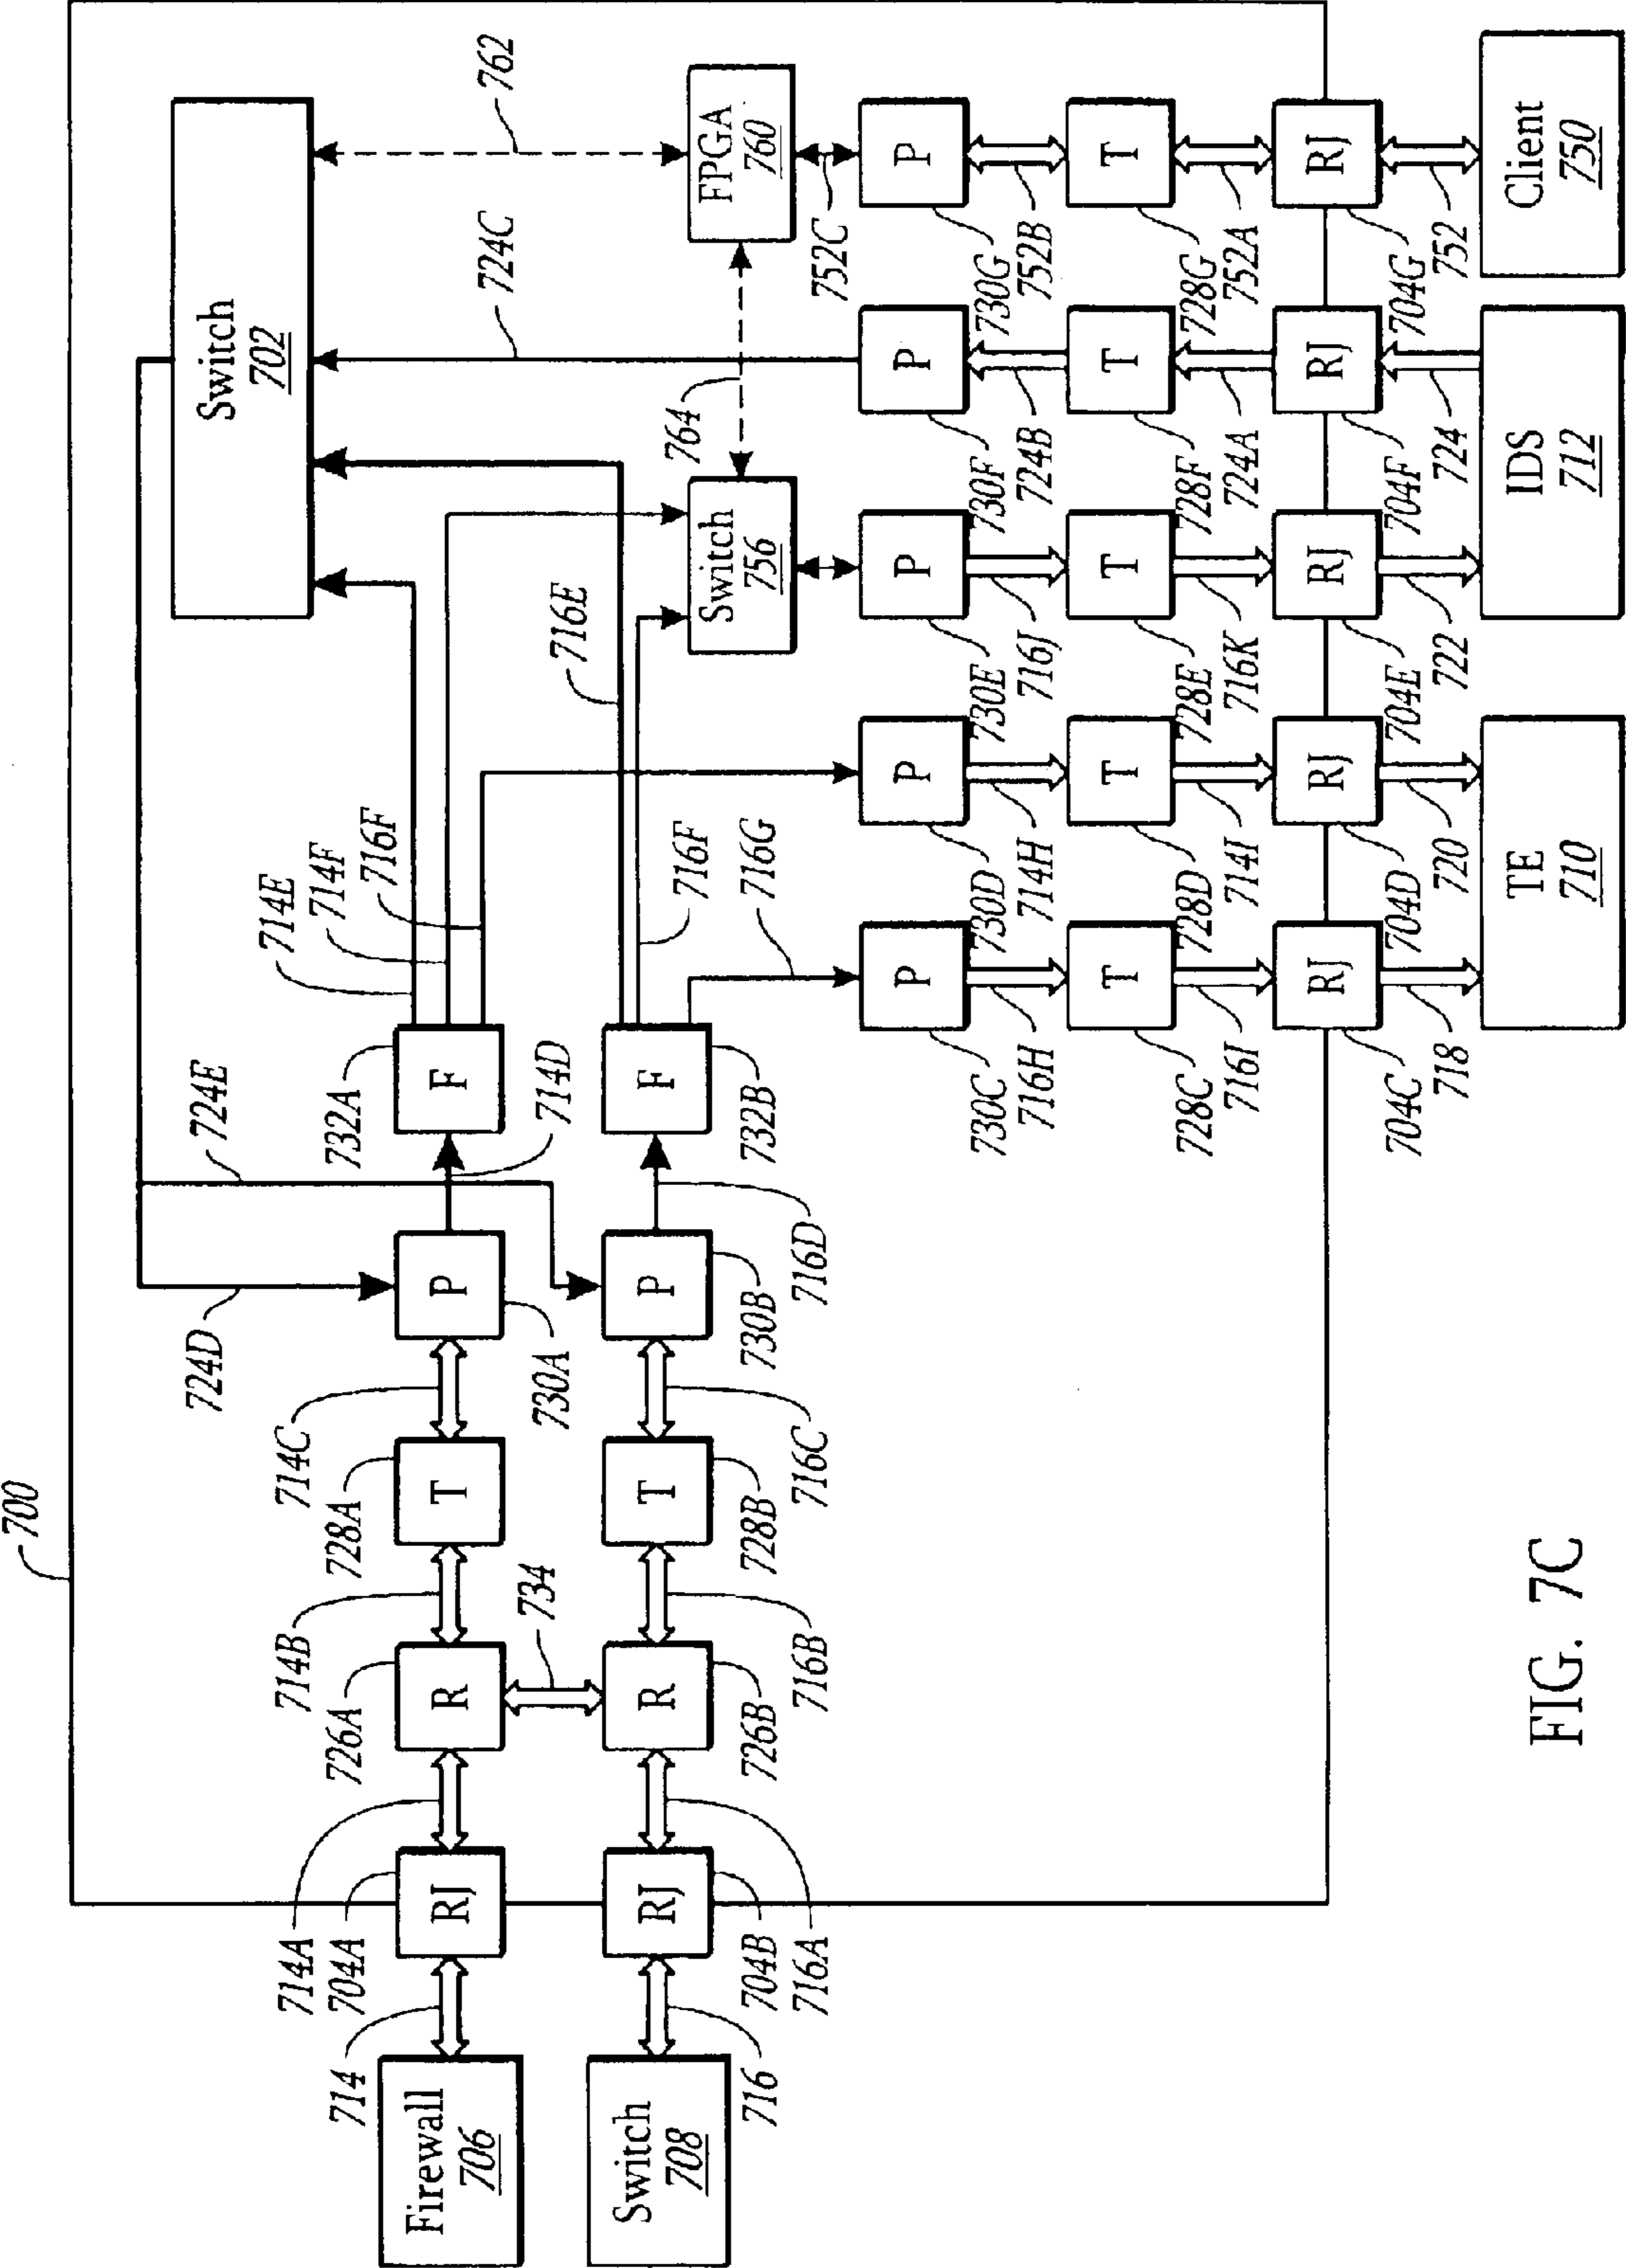 700
Switch
702
762
724C
FPGA
760
764
Switch
756
752C
714E
714F
716F
716E
716F
716G
724E
724D
732A
F
714D
732B
F
716D
P
730A
P
730B
714C
728A
T
716C
728B
T
714B
726A
R
734
716B
726B
R
714A
704A
RJ
716A
704B
RJ
714
716
Firewall
706
Switch
708
P
P
P
P
P
730C
716H
730D
714H
730E
716J
730F
724B
730G
752B
T
T
T
T
T
728C
716I
728D
714I
728E
716K
728F
724A
728G
752A
RJ
RJ
RJ
RJ
RJ
704C
718
704D
720
704E
722
704F
724
704G
752
TE
710
IDS
712
Client
750
FIG. 7C